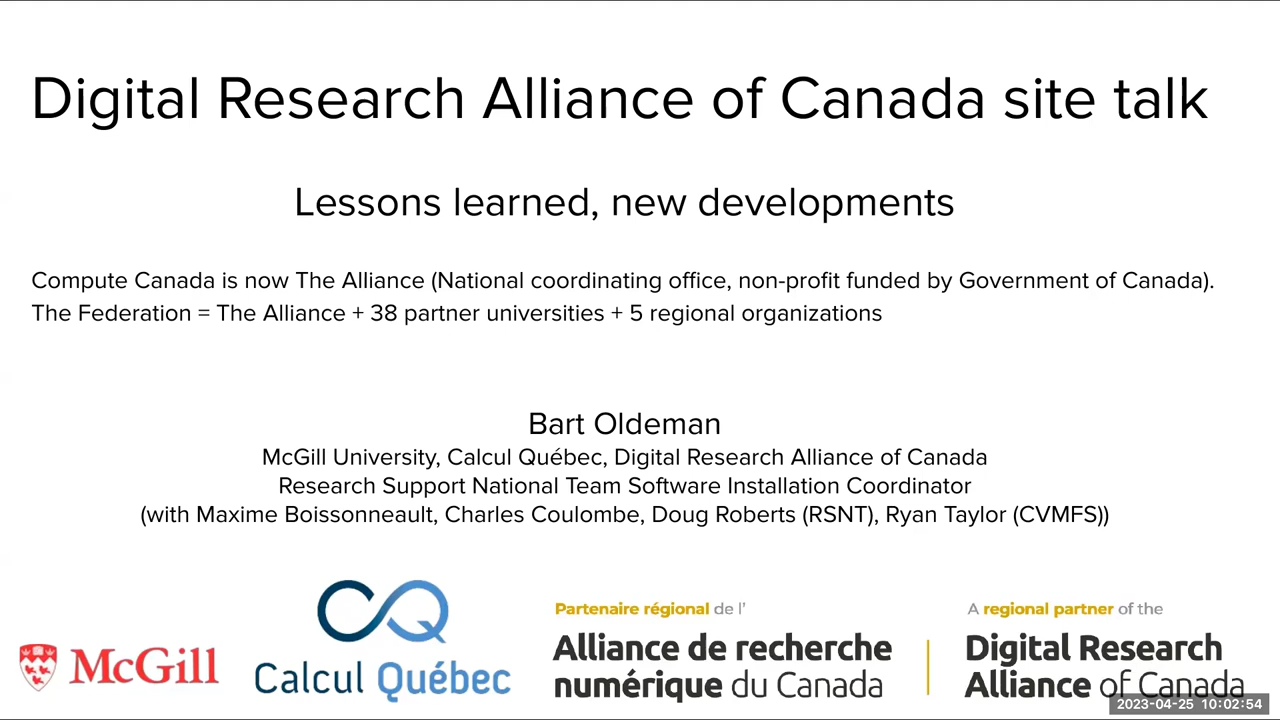 Digital Research Alliance of Canada site talk
Lessons learned, new developments
Compute Canada is now The Alliance (National coordinating office, non-profit funded by Government of Canada).
The Federation = The Alliance + 38 partner universities + 5 regional organizations
Bart Oldeman
McGill University, Calcul Québec, Digital Research Alliance of Canada
Research Support National Team Software Installation Coordinator
(with Maxime Boissonneault, Charles Coulombe, Doug Roberts (RSNT), Ryan Taylor (CVMFS))
McGill
CQ
Calcul Québec
Partenaire régional de l'
Alliance de recherche
numérique du Canada
A regional partner of the
Digital Research
Alliance of Canada
2023-04-25 10:02:54